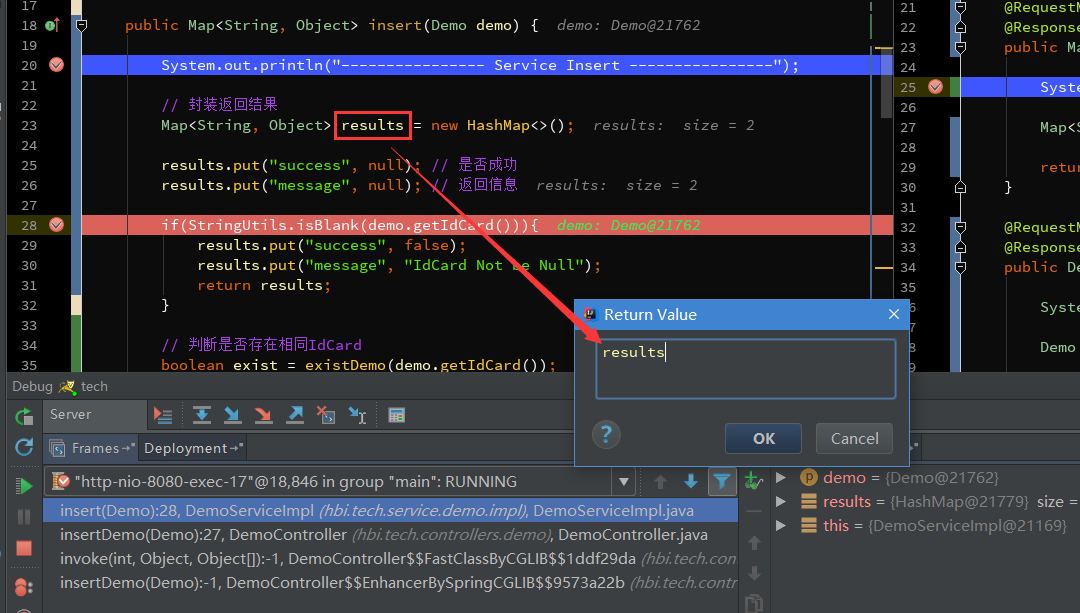 17
18 public Map<String, Object> insert(Demo demo) { demo: Demo@21762
19
20 System.out.println("---------------- Service Insert ----------------");
21
22 // 封装返回结果
23 Map<String, Object> results = new HashMap<>(); results: size = 2
24
25 results.put("success", null); // 是否成功
26 results.put("message", null); // 返回信息 results: size = 2
27
28 if(StringUtils.isBlank(demo.getIdCard())){ demo: Demo@21762
29 results.put("success", false);
30 results.put("message", "IdCard Not be Null");
31 return results;
32 }
33
34 // 判断是否存在相同IdCard
35 boolean exist = existDemo(demo.getIdCard());
21 @RequestM
22 @Respons
23 public Ma
24
25 Syste
26
27 Map<S
28
29 retur
30 }
31
32 @RequestM
33 @Respons
34 public De
35
Syste
Demo
Return Value
results
?
OK
Cancel
Debug tech
Server
Frames
Deployment
"http-nio-8080-exec-17"@18,846 in group "main": RUNNING
insert(Demo):28, DemoServiceImpl (hbi.tech.service.demo.impl), DemoServiceImpl.java
insertDemo(Demo):27, DemoController (hbi.tech.controllers.demo), DemoController.java
invoke(int, Object, Object[]):-1, DemoController$$FastClassByCGLIB$$1ddf29da (hbi.tech.con
insertDemo(Demo):-1, DemoController$$EnhancerBySpringCGLIB$$9573a22b (hbi.tech.contr
demo = {Demo@21762}
results = {HashMap@21779} size =
this = {DemoServiceImpl@21169}